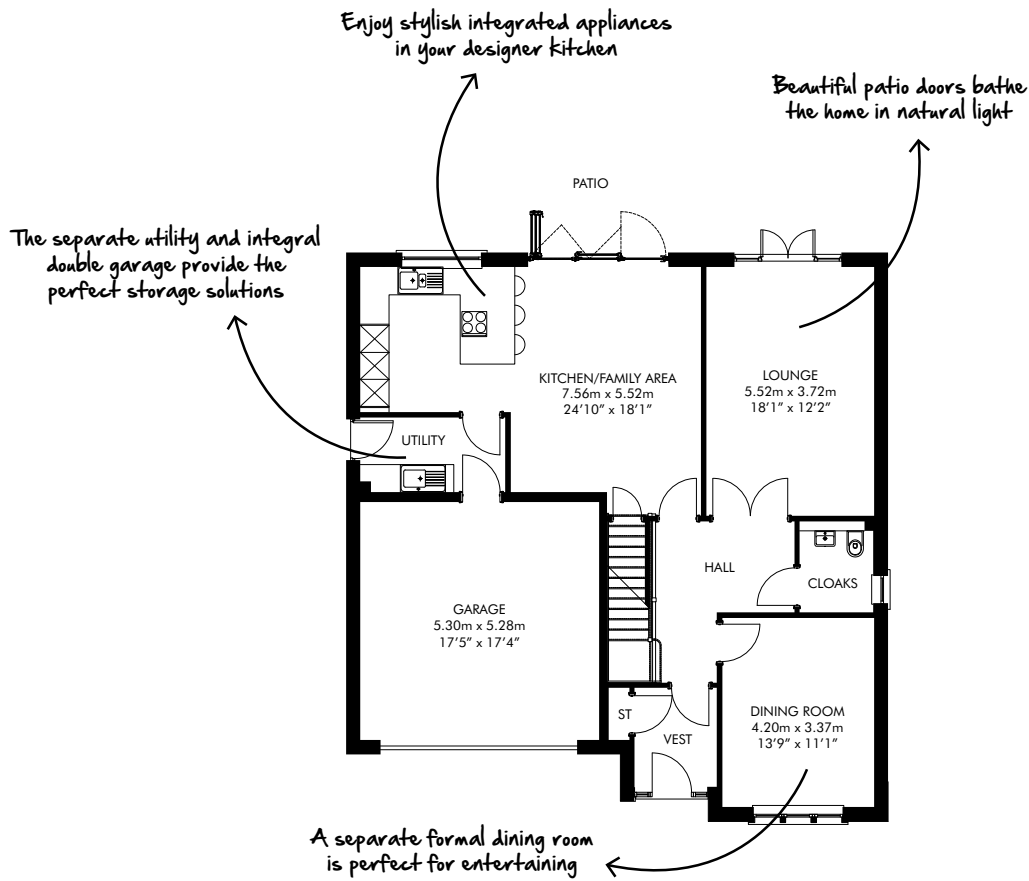 Enjoy stylish integrated appliances
in your designer kitchen
Beautiful patio doors bathe
the home in natural light
PATIO
The separate utility and integral
double garage provide the
perfect storage solutions
KITCHEN/FAMILY AREA
7.56m x 5.52m
24’10” x 18’1”
LOUNGE
5.52m x 3.72m
18’1” x 12’2”
UTILITY
HALL
CLOAKS
GARAGE
5.30m x 5.28m
17’5” x 17’4”
ST
VEST
DINING ROOM
4.20m x 3.37m
13’9” x 11’1”
A separate formal dining room
is perfect for entertaining